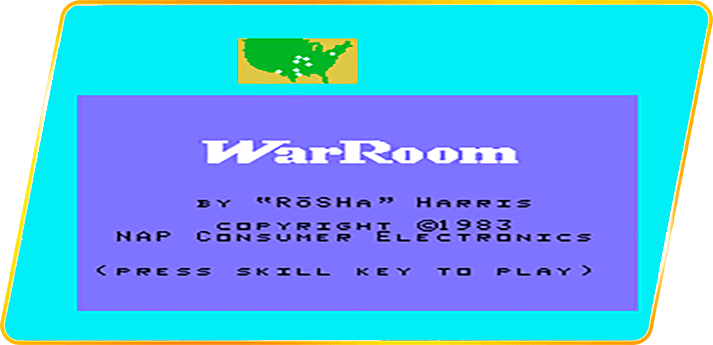 WarRoom
BY “RōSHa” HARRIS
COPYRIGHT ©1983
NAP CONSUMER ELECTRONICS
(PRESS SKILL KEY TO PLAY)